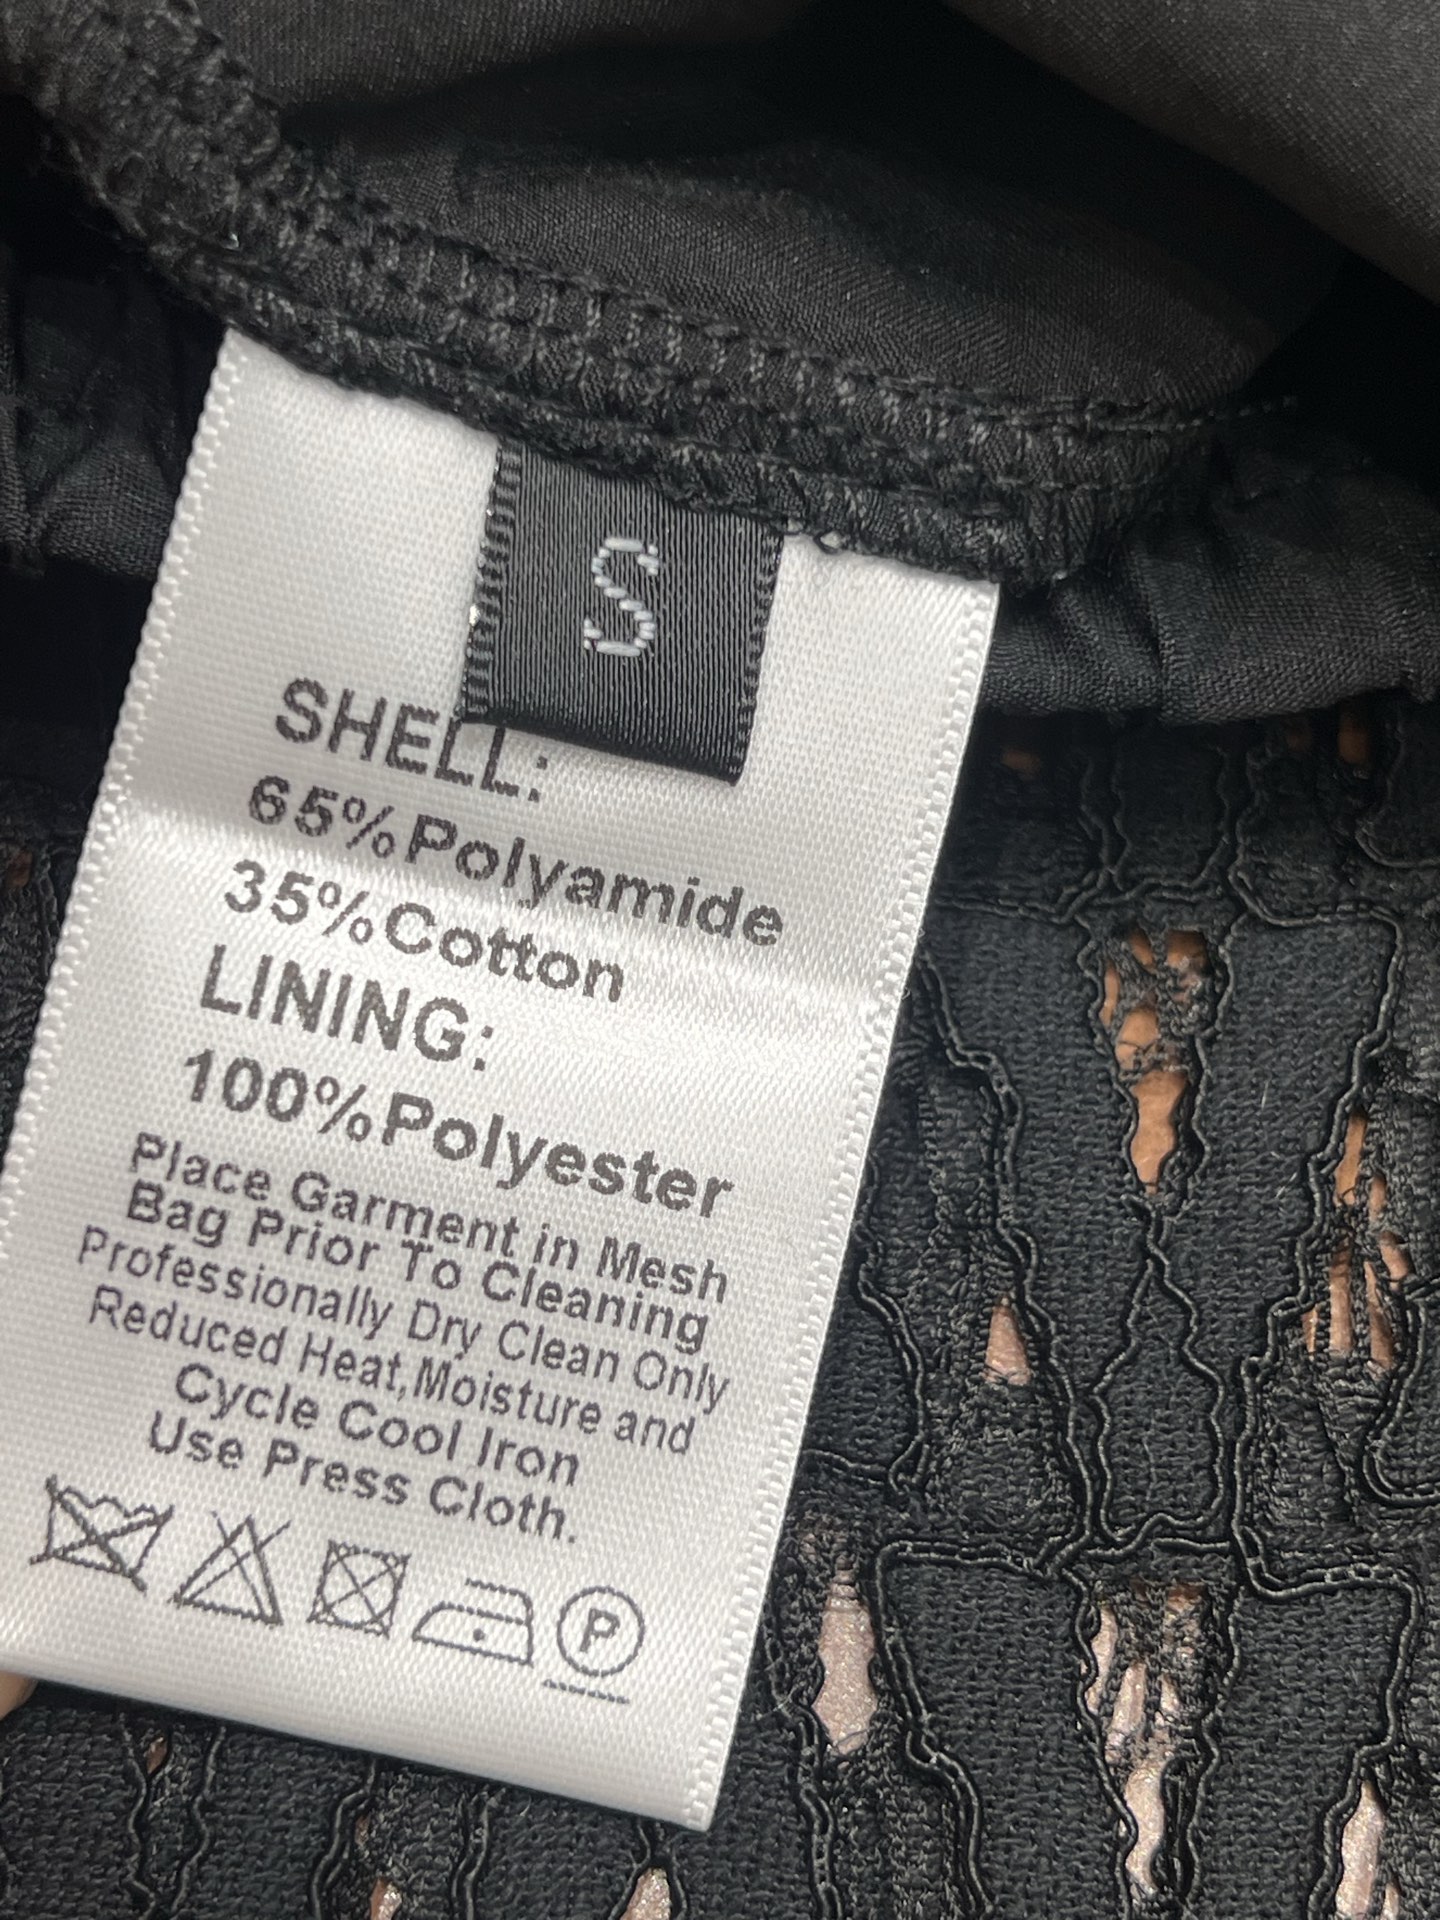 S
SHELL:
65%Polyamide
35%Cotton
LINING:
100%Polyester
Place Garment in Mesh
Bag Prior To Cleaning
Professionally Dry Clean Only
Reduced Heat,Moisture and
Cycle Cool Iron
Use Press Cloth.
P